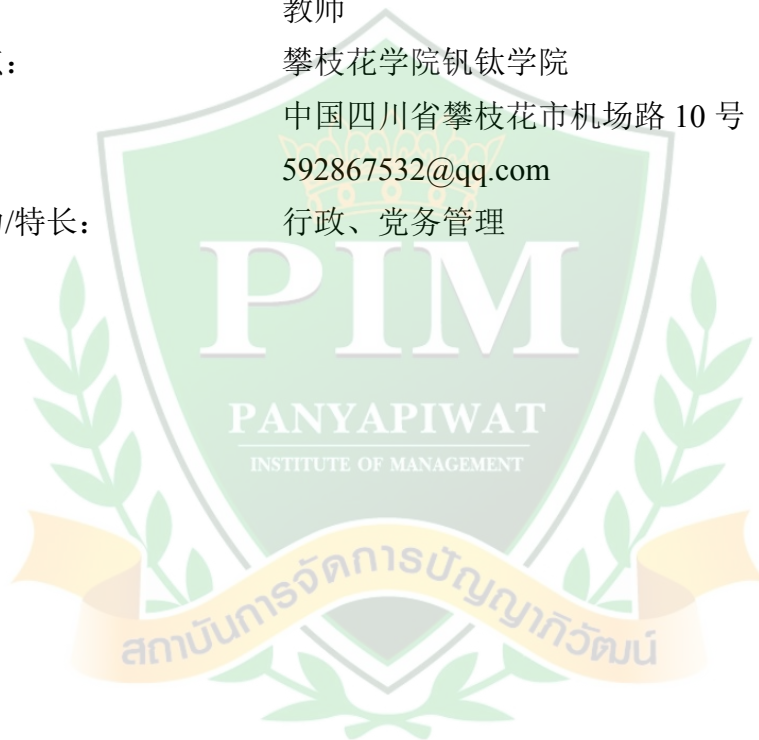 教师
: 攀枝花学院钒钛学院
中国四川省攀枝花市机场路 10 号
592867532@qq.com
/特长: 行政、党务管理
PIM
PANYAPIWAT
INSTITUTE OF MANAGEMENT
สถาบันการจัดการปัญญาภิวัฒน์